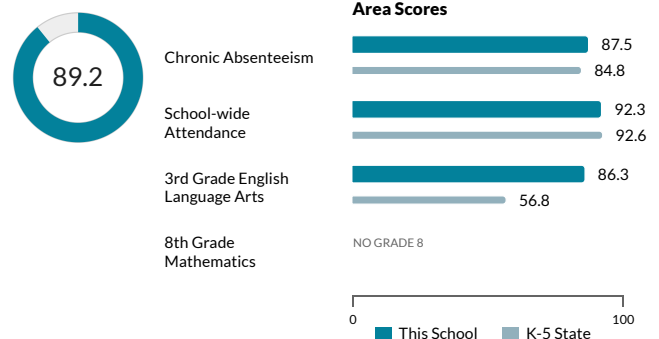 Area Scores
89.2
Chronic Absenteeism
87.5
84.8
School-wide
Attendance
92.3
92.6
3rd Grade English
Language Arts
86.3
56.8
8th Grade
Mathematics
NO GRADE 8
0
100
This School
K-5 State